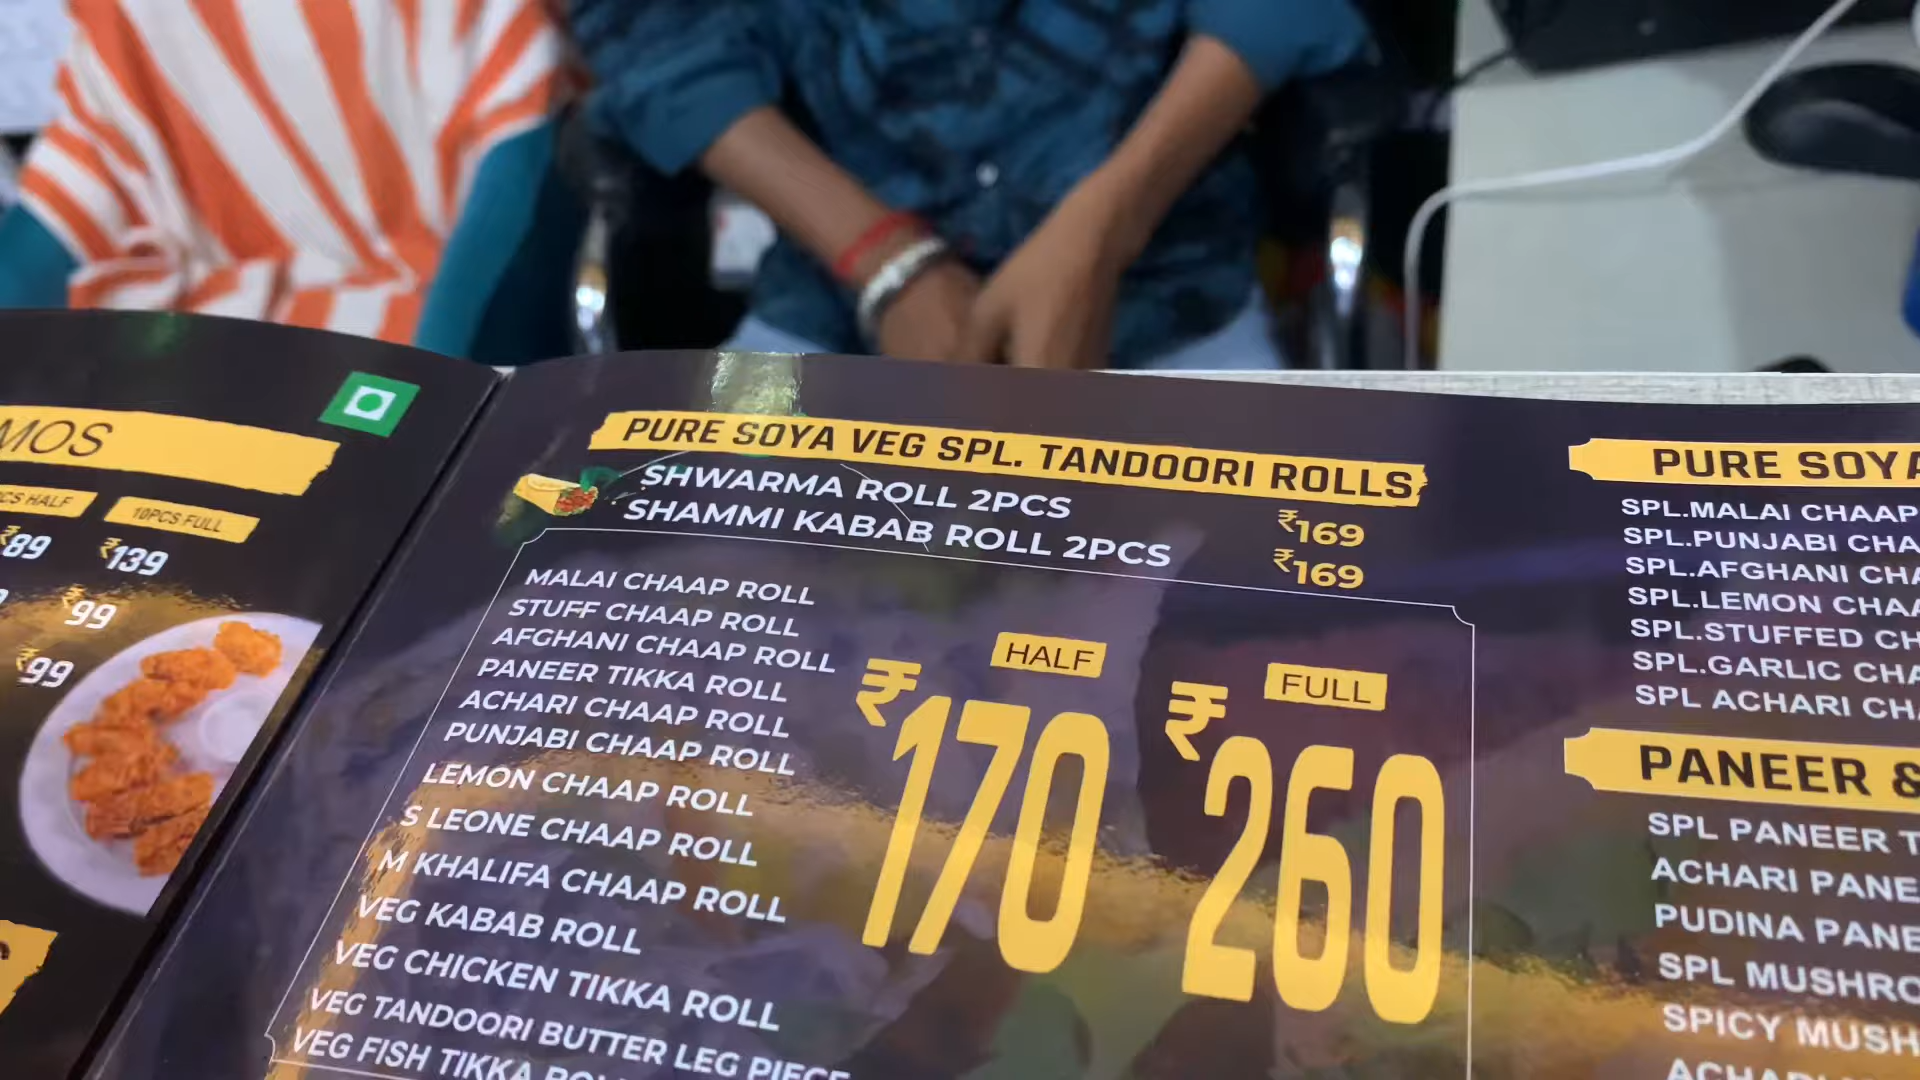 MOS
CS HALF
10PCS FULL
₹89
₹139
₹99
₹99
PURE SOYA VEG SPL. TANDOORI ROLLS
SHWARMA ROLL 2PCS ₹169
SHAMMI KABAB ROLL 2PCS ₹169
MALAI CHAAP ROLL
STUFF CHAAP ROLL
AFGHANI CHAAP ROLL
PANEER TIKKA ROLL
ACHARI CHAAP ROLL
PUNJABI CHAAP ROLL
LEMON CHAAP ROLL
S LEONE CHAAP ROLL
M KHALIFA CHAAP ROLL
VEG KABAB ROLL
VEG CHICKEN TIKKA ROLL
VEG TANDOORI BUTTER LEG PIECE
VEG FISH TIKKA
HALF
₹170
FULL
₹260
PURE SOYA
SPL.MALAI CHAAP
SPL.PUNJABI CHA
SPL.AFGHANI CHA
SPL.LEMON CHAA
SPL.STUFFED CH
SPL.GARLIC CHA
SPL ACHARI CH
PANEER &
SPL PANEER T
ACHARI PANE
PUDINA PANE
SPL MUSHRO
SPICY MUSH